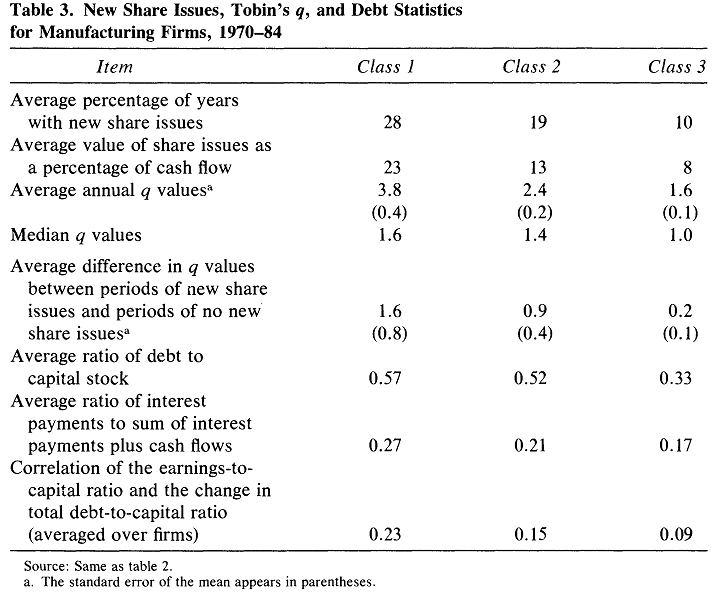 Table 3. New Share Issues, Tobin's q, and Debt Statistics
for Manufacturing Firms, 1970–84
Item Class 1 Class 2 Class 3
Average percentage of years
with new share issues 28 19 10
Average value of share issues as
a percentage of cash flow 23 13 8
Average annual q valuesᵃ 3.8 2.4 1.6
(0.4) (0.2) (0.1)
Median q values 1.6 1.4 1.0
Average difference in q values
between periods of new share
issues and periods of no new 1.6 0.9 0.2
share issuesᵃ (0.8) (0.4) (0.1)
Average ratio of debt to
capital stock 0.57 0.52 0.33
Average ratio of interest
payments to sum of interest
payments plus cash flows 0.27 0.21 0.17
Correlation of the earnings-to-
capital ratio and the change in
total debt-to-capital ratio
(averaged over firms) 0.23 0.15 0.09
Source: Same as table 2.
a. The standard error of the mean appears in parentheses.